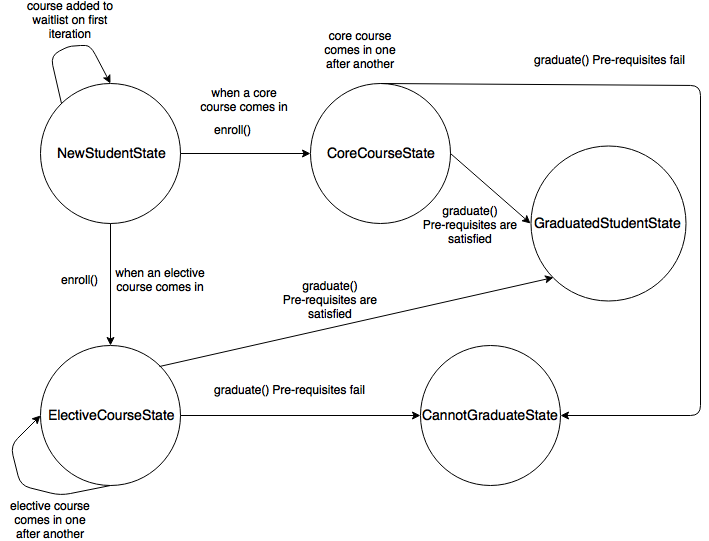 course added to
waitlist on first
iteration
core course
comes in one
after another
graduate() Pre-requisites fail
when a core
course comes in
enroll()
NewStudentState
CoreCourseState
graduate()
Pre-requisites are
satisfied
GraduatedStudentState
enroll()
when an elective
course comes in
graduate()
Pre-requisites are
satisfied
graduate() Pre-requisites fail
ElectiveCourseState
CannotGraduateState
elective course
comes in one
after another